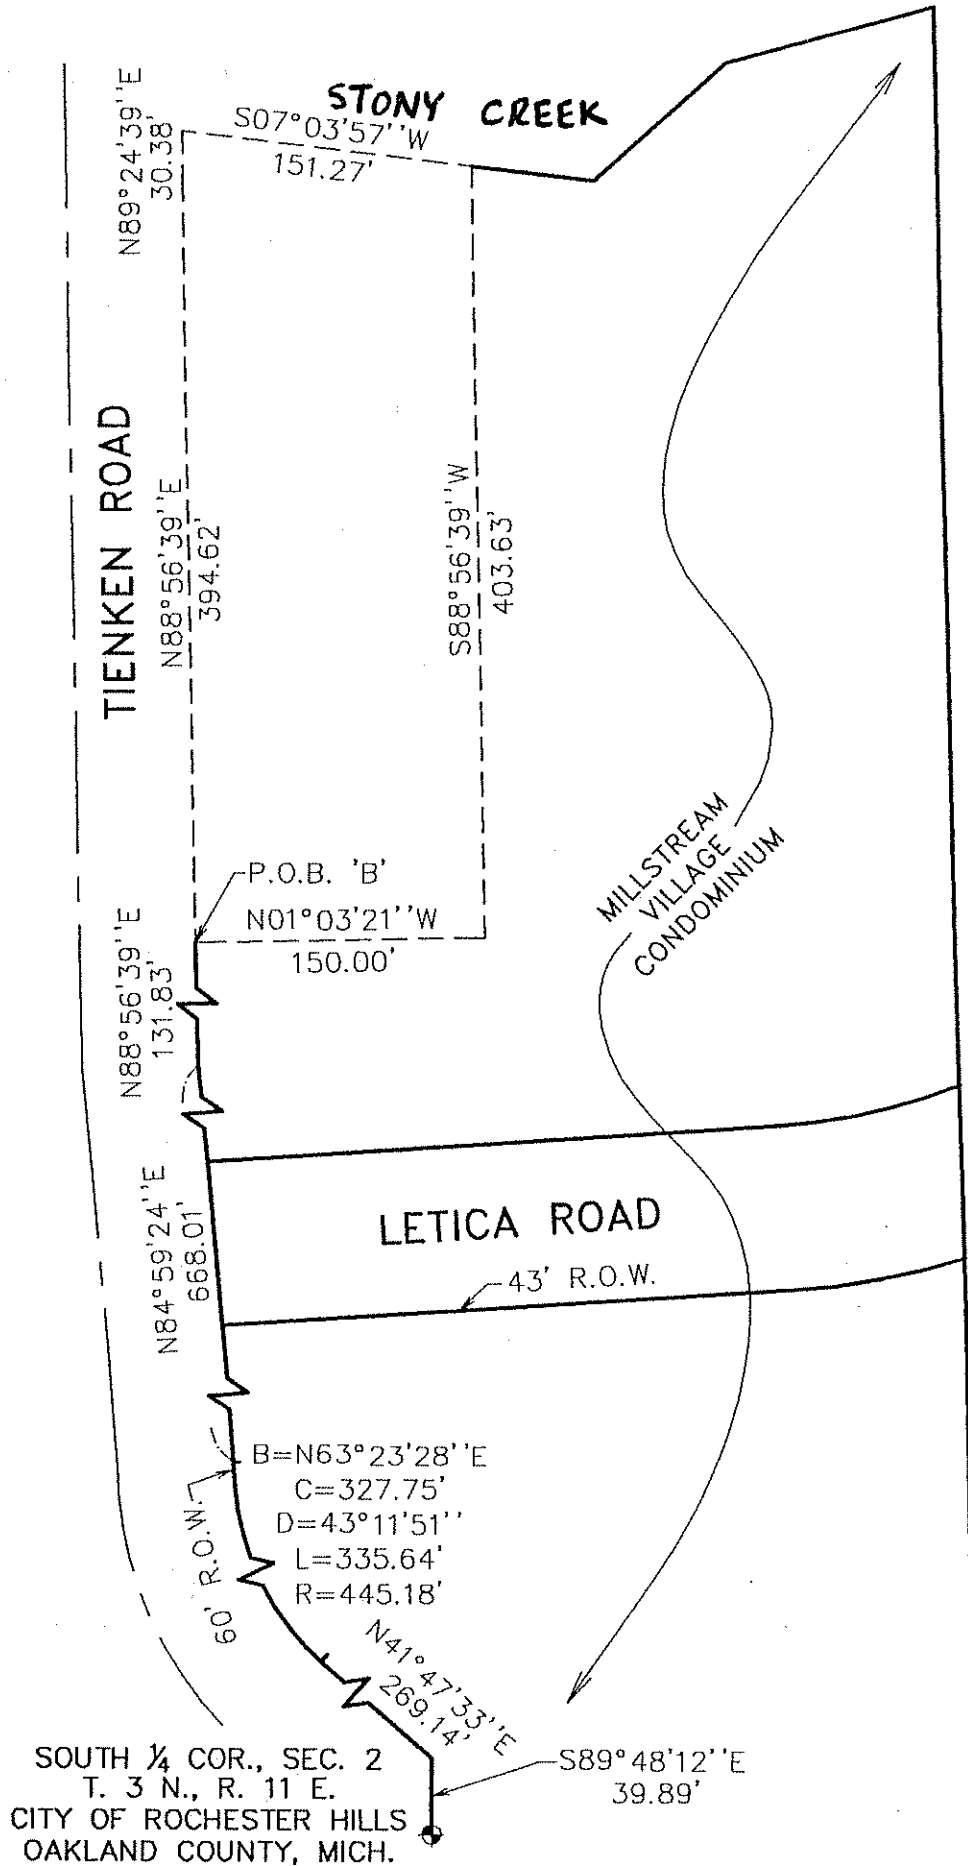 STONY CREEK
N89°24'39''E
30.38'
S07°03'57''W
151.27'
TIENKEN ROAD
N88°56'39''E
394.62'
S88°56'39''W
403.63'
P.O.B. 'B'
N01°03'21''W
150.00'
MILLSTREAM
VILLAGE
CONDOMINIUM
N88°56'39''E
131.83'
N84°59'24''E
668.01'
LETICA ROAD
43' R.O.W.
B=N63°23'28''E
C=327.75'
D=43°11'51''
L=335.64'
R=445.18'
60' R.O.W.
N41°47'33''E
269.14'
S89°48'12''E
39.89'
SOUTH ¼ COR., SEC. 2
T. 3 N., R. 11 E.
CITY OF ROCHESTER HILLS
OAKLAND COUNTY, MICH.